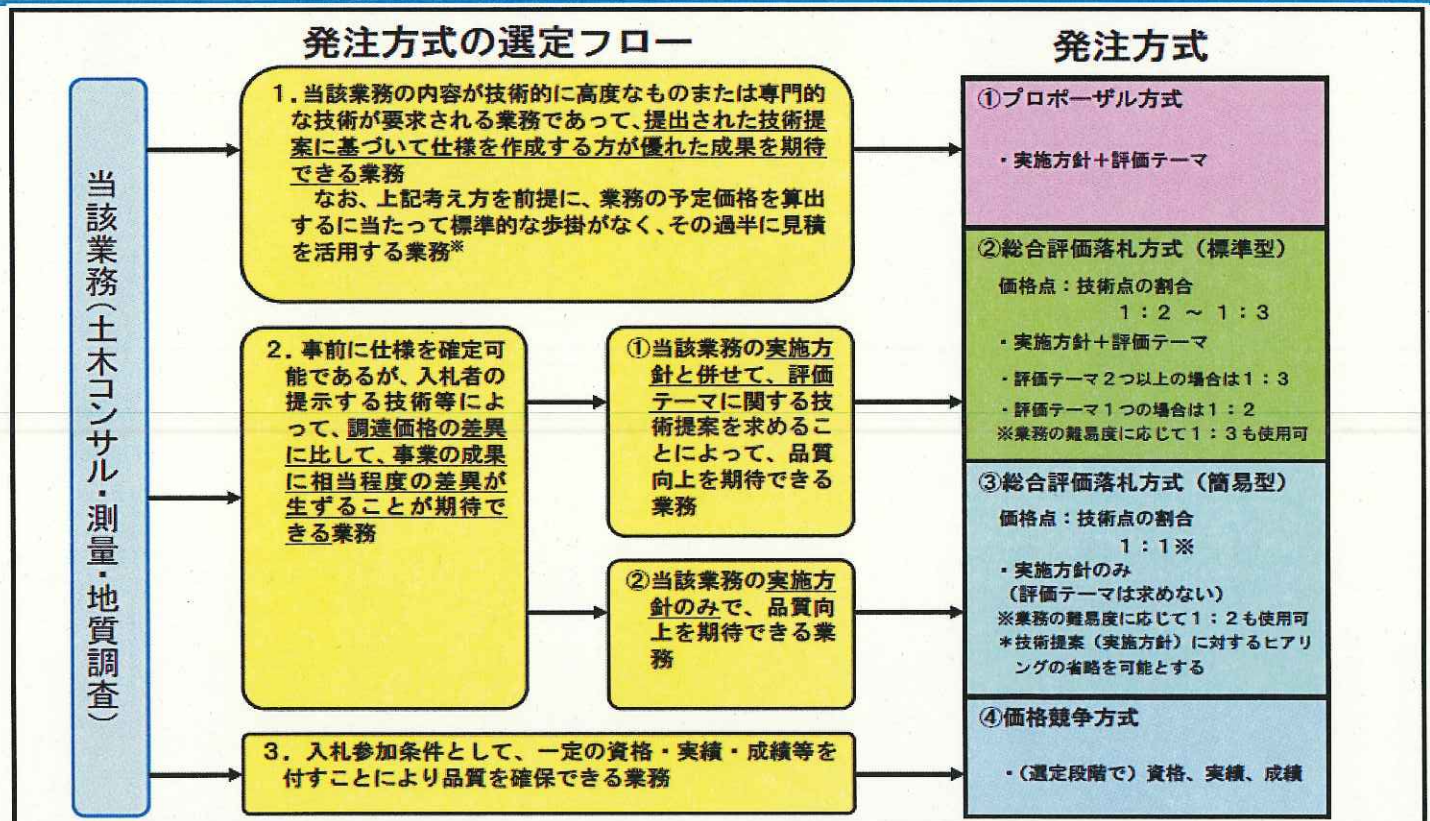 発注方式の選定フロー
発注方式
当該業務(土木コンサル・測量・地質調査)
1.当該業務の内容が技術的に高度なものまたは専門的
な技術が要求される業務であって、提出された技術提
案に基づいて仕様を作成する方が優れた成果を期待
できる業務
なお、上記考え方を前提に、業務の予定価格を算出
するに当たって標準的な歩掛がなく、その過半に見積
を活用する業務※
2.事前に仕様を確定可
能であるが、入札者の
提示する技術等によ
って、調達価格の差異
に比して、事業の成果
に相当程度の差異が
生ずることが期待で
きる業務
①当該業務の実施方
針と併せて、評価
テーマに関する技
術提案を求めるこ
とによって、品質
向上を期待できる
業務
②当該業務の実施方
針のみで、品質向
上を期待できる業
務
3.入札参加条件として、一定の資格・実績・成績等を
付すことにより品質を確保できる業務
①プロポーザル方式
・実施方針+評価テーマ
②総合評価落札方式(標準型)
価格点:技術点の割合
1:2 ~ 1:3
・実施方針+評価テーマ
・評価テーマ2つ以上の場合は1:3
・評価テーマ1つの場合は1:2
※業務の難易度に応じて1:3も使用可
③総合評価落札方式(簡易型)
価格点:技術点の割合
1:1※
・実施方針のみ
(評価テーマは求めない)
※業務の難易度に応じて1:2も使用可
*技術提案(実施方針)に対するヒアリ
ングの省略を可能とする
④価格競争方式
・(選定段階で)資格、実績、成績